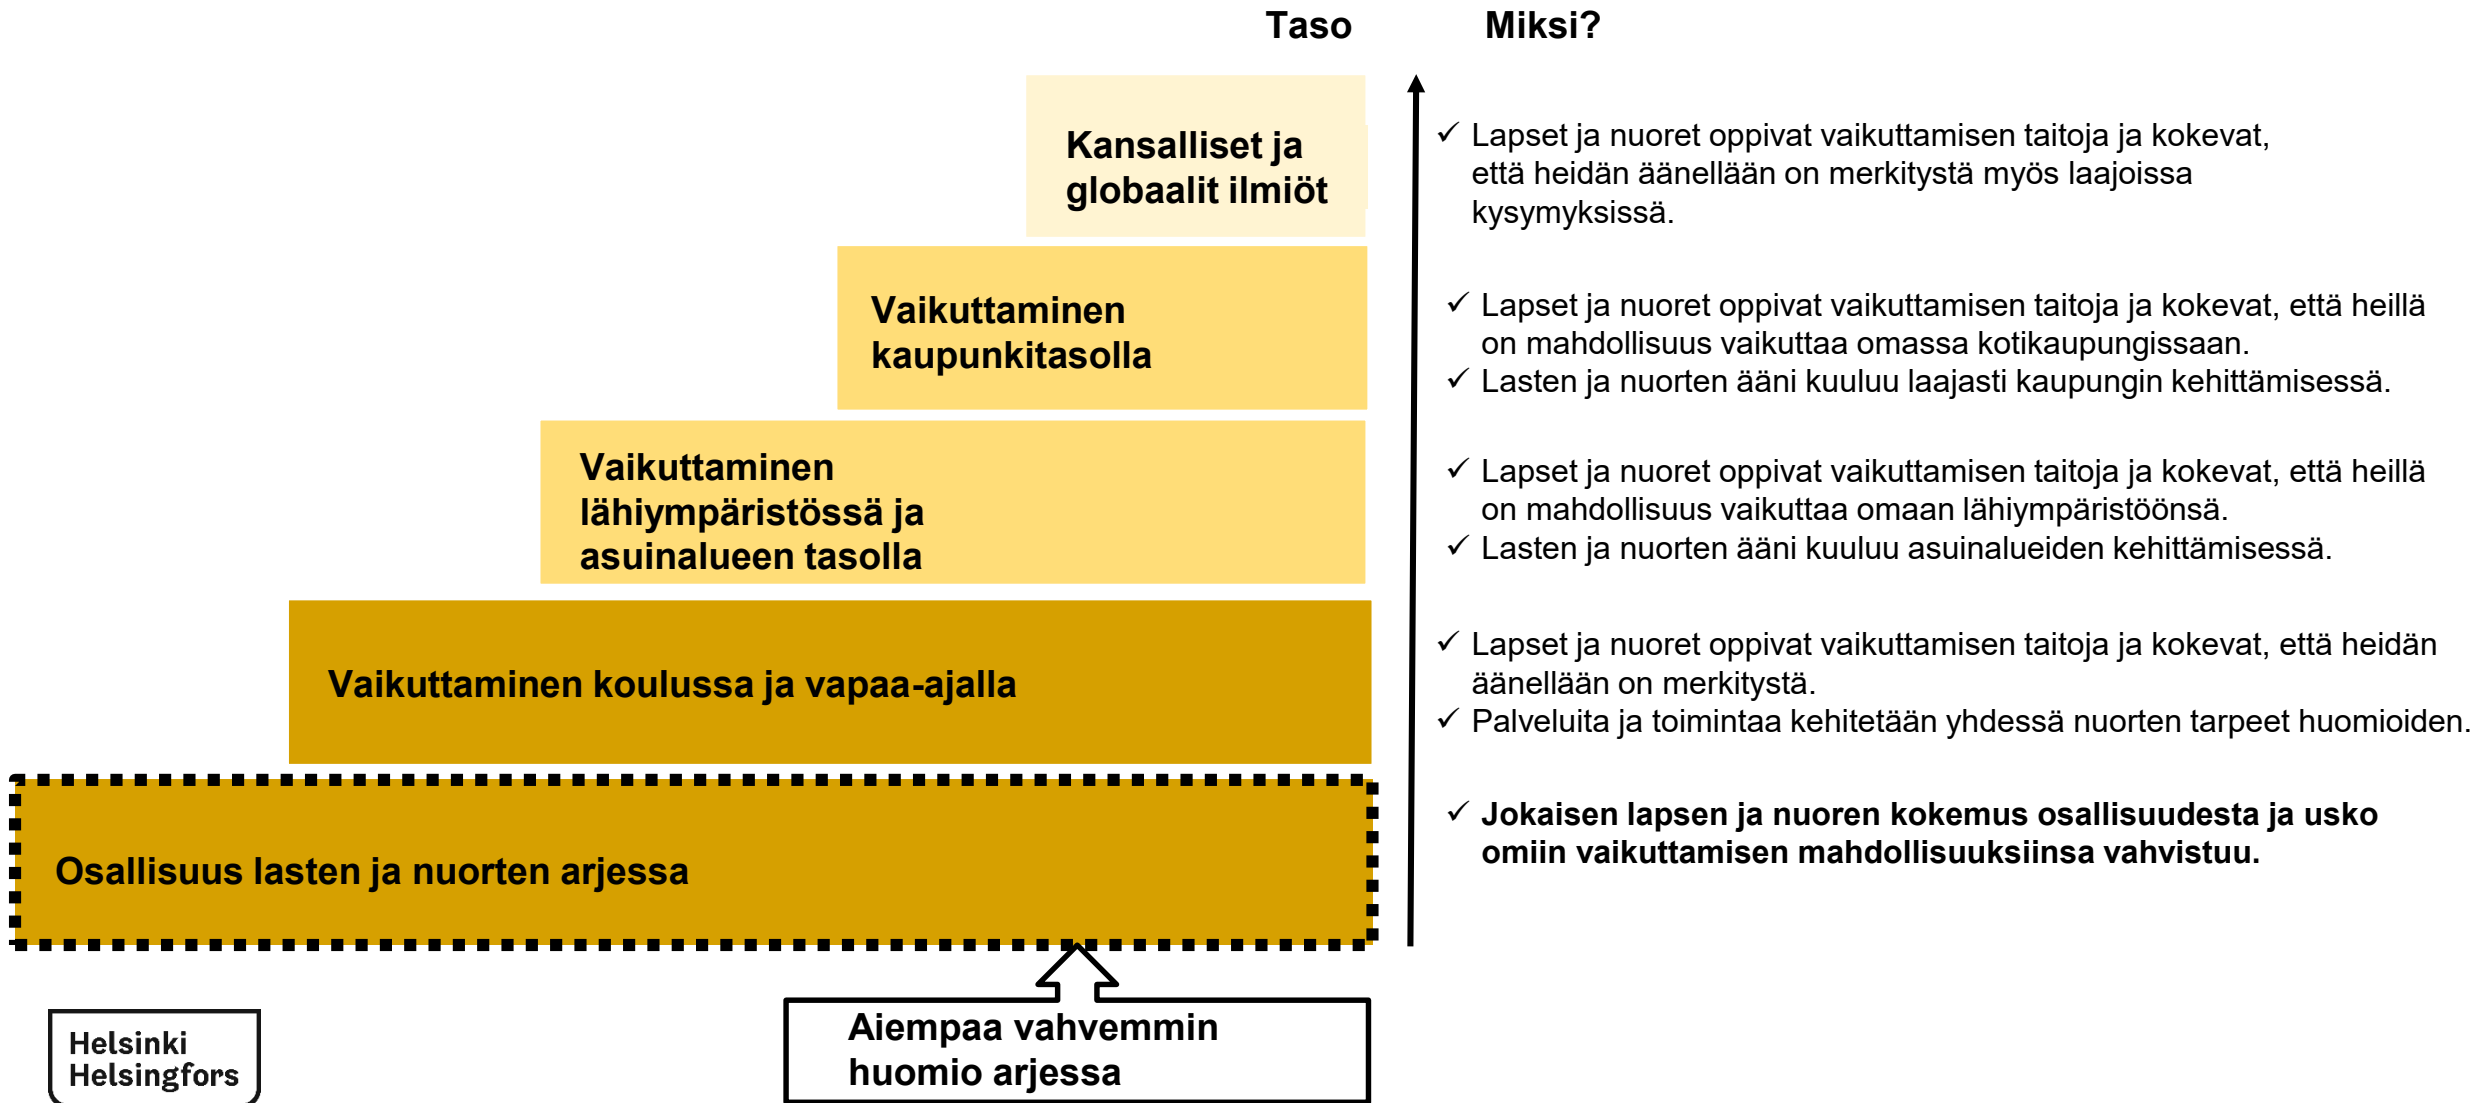 Taso
Miksi?
Kansalliset ja
globaalit ilmiöt
✓ Lapset ja nuoret oppivat vaikuttamisen taitoja ja kokevat,
että heidän äänellään on merkitystä myös laajoissa
kysymyksissä.
Vaikuttaminen
kaupunkitasolla
✓ Lapset ja nuoret oppivat vaikuttamisen taitoja ja kokevat, että heillä
on mahdollisuus vaikuttaa omassa kotikaupungissaan.
✓ Lasten ja nuorten ääni kuuluu laajasti kaupungin kehittämisessä.
Vaikuttaminen
lähiympäristössä ja
asuinalueen tasolla
✓ Lapset ja nuoret oppivat vaikuttamisen taitoja ja kokevat, että heillä
on mahdollisuus vaikuttaa omaan lähiympäristöönsä.
✓ Lasten ja nuorten ääni kuuluu asuinalueiden kehittämisessä.
Vaikuttaminen koulussa ja vapaa-ajalla
✓ Lapset ja nuoret oppivat vaikuttamisen taitoja ja kokevat, että heidän
äänellään on merkitystä.
✓ Palveluita ja toimintaa kehitetään yhdessä nuorten tarpeet huomioiden.
Osallisuus lasten ja nuorten arjessa
✓ Jokaisen lapsen ja nuoren kokemus osallisuudesta ja usko
omiin vaikuttamisen mahdollisuuksiinsa vahvistuu.
Aiempaa vahvemmin
huomio arjessa
Helsinki
Helsingfors